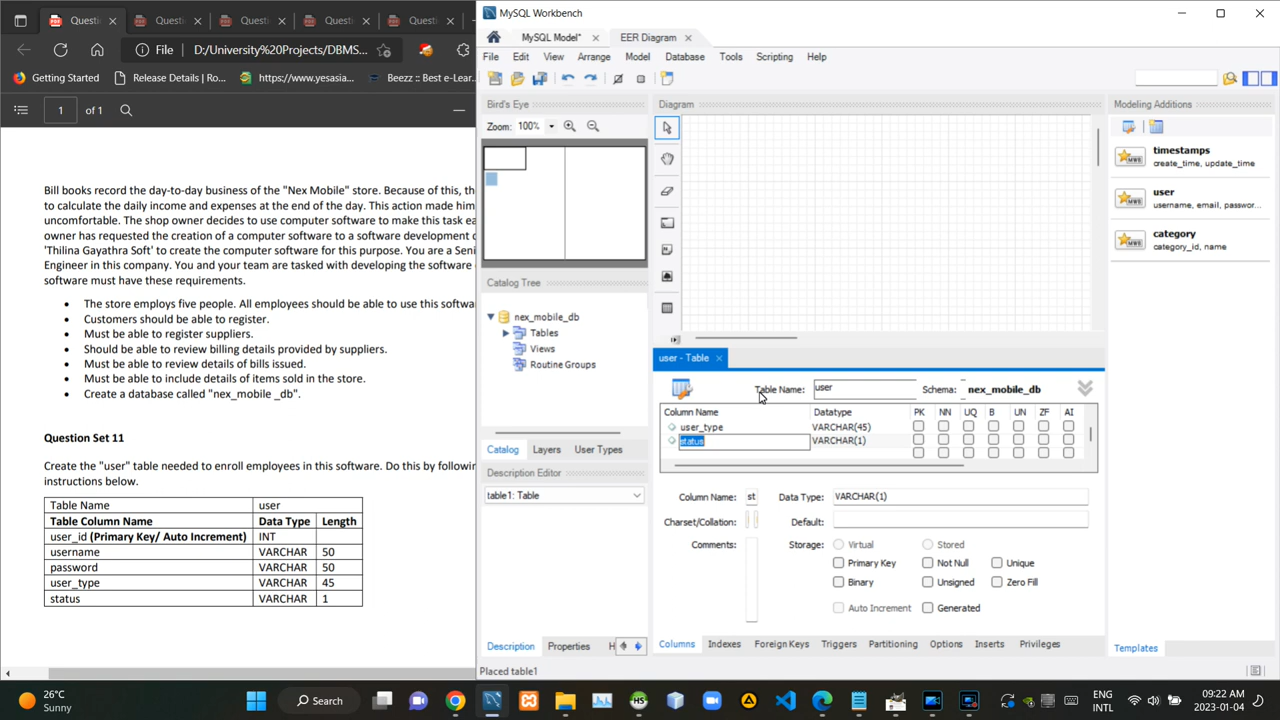 Questi
Questi
Questi
Questi
Questi
File
D:/University%20Projects/DBMS
Getting Started
Release Details | Ro...
https://www.yesasia...
Beezz :: Best e-Lear...
1
of 1
Bill books record the day-to-day business of the "Nex Mobile" store. Because of this, th
to calculate the daily income and expenses at the end of the day. This action made him
uncomfortable. The shop owner decides to use computer software to make this task ea
owner has requested the creation of a computer software to a software development c
'Thilina Gayathra Soft' to create the computer software for this purpose. You are a Seni
Engineer in this company. You and your team are tasked with developing the software
software must have these requirements.
• The store employs five people. All employees should be able to use this softwa
• Customers should be able to register.
• Must be able to register suppliers.
• Should be able to review billing details provided by suppliers.
• Must be able to review details of bills issued.
• Must be able to include details of items sold in the store.
• Create a database called "nex_mobile _db".
Question Set 11
Create the "user" table needed to enroll employees in this software. Do this by followin
instructions below.
Table Name user
Table Column Name Data Type Length
user_id (Primary Key/ Auto Increment) INT
username VARCHAR 50
password VARCHAR 50
user_type VARCHAR 45
status VARCHAR 1
MySQL Workbench
MySQL Model*
EER Diagram
File Edit View Arrange Model Database Tools Scripting Help
Bird's Eye
Zoom: 100%
Catalog Tree
nex_mobile_db
Tables
Views
Routine Groups
Catalog Layers User Types
Description Editor
table1: Table
Description Properties H
Placed table1
Diagram
user - Table
Table Name: user Schema: nex_mobile_db
Column Name Datatype PK NN UQ B UN ZF AI
user_type VARCHAR(45)
status VARCHAR(1)
Column Name: st Data Type: VARCHAR(1)
Charset/Collation: Default:
Comments: Storage: Virtual Stored
Primary Key Not Null Unique
Binary Unsigned Zero Fill
Auto Increment Generated
Columns Indexes Foreign Keys Triggers Partitioning Options Inserts Privileges
Modeling Additions
timestamps
create_time, update_time
user
username, email, passwor...
category
category_id, name
Templates
26°C
Sunny
Search
ENG
INTL
09:22 AM
2023-01-04